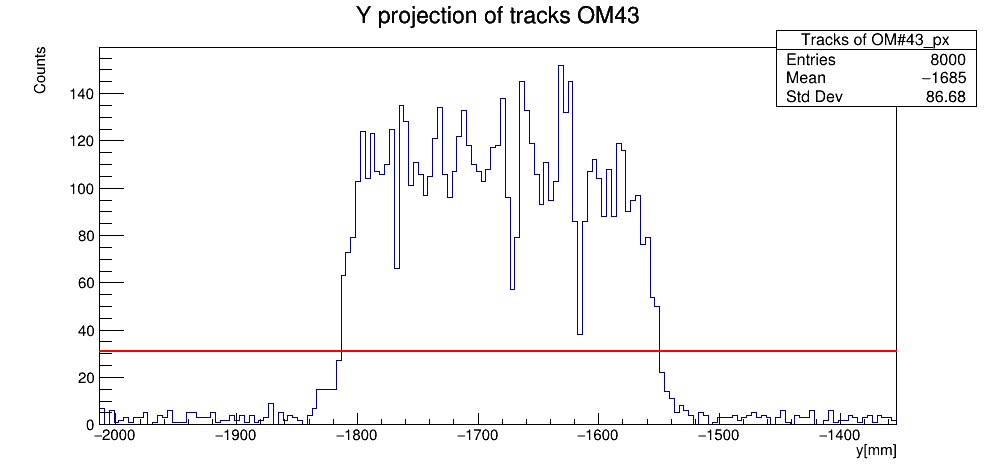 Y projection of tracks OM43
Tracks of OM#43_px
Entries 8000
Mean −1685
Std Dev 86.68
Counts
140
120
100
80
60
40
20
0
−2000 −1900 −1800 −1700 −1600 −1500 −1400
y[mm]